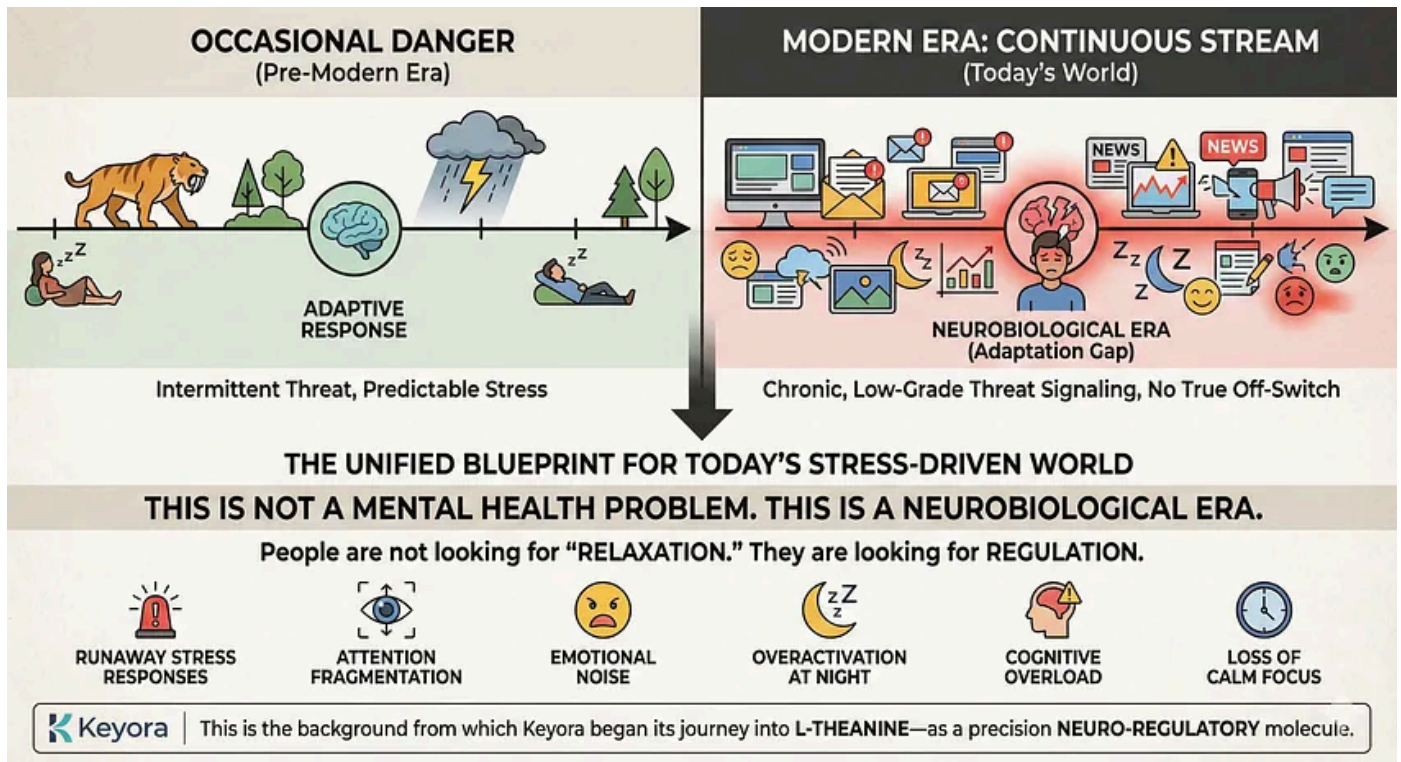 OCCASIONAL DANGER
(Pre-Modern Era)
MODERN ERA: CONTINUOUS STREAM
(Today's World)
zzZ
zZ
ADAPTIVE
RESPONSE
Intermittent Threat, Predictable Stress
NEWS
NEWS
zz
Zz
Z
Z
NEUROBIOLOGICAL ERA
(Adaptation Gap)
Chronic, Low-Grade Threat Signaling, No True Off-Switch
THE UNIFIED BLUEPRINT FOR TODAY'S STRESS-DRIVEN WORLD
THIS IS NOT A MENTAL HEALTH PROBLEM. THIS IS A NEUROBIOLOGICAL ERA.
People are not looking for “RELAXATION.” They are looking for REGULATION.
zZ
z
RUNAWAY STRESS
RESPONSES
ATTENTION
FRAGMENTATION
EMOTIONAL
NOISE
OVERACTIVATION
AT NIGHT
COGNITIVE
OVERLOAD
LOSS OF
CALM FOCUS
Keyora
This is the background from which Keyora began its journey into L-THEANINE—as a precision NEURO-REGULATORY molecule.